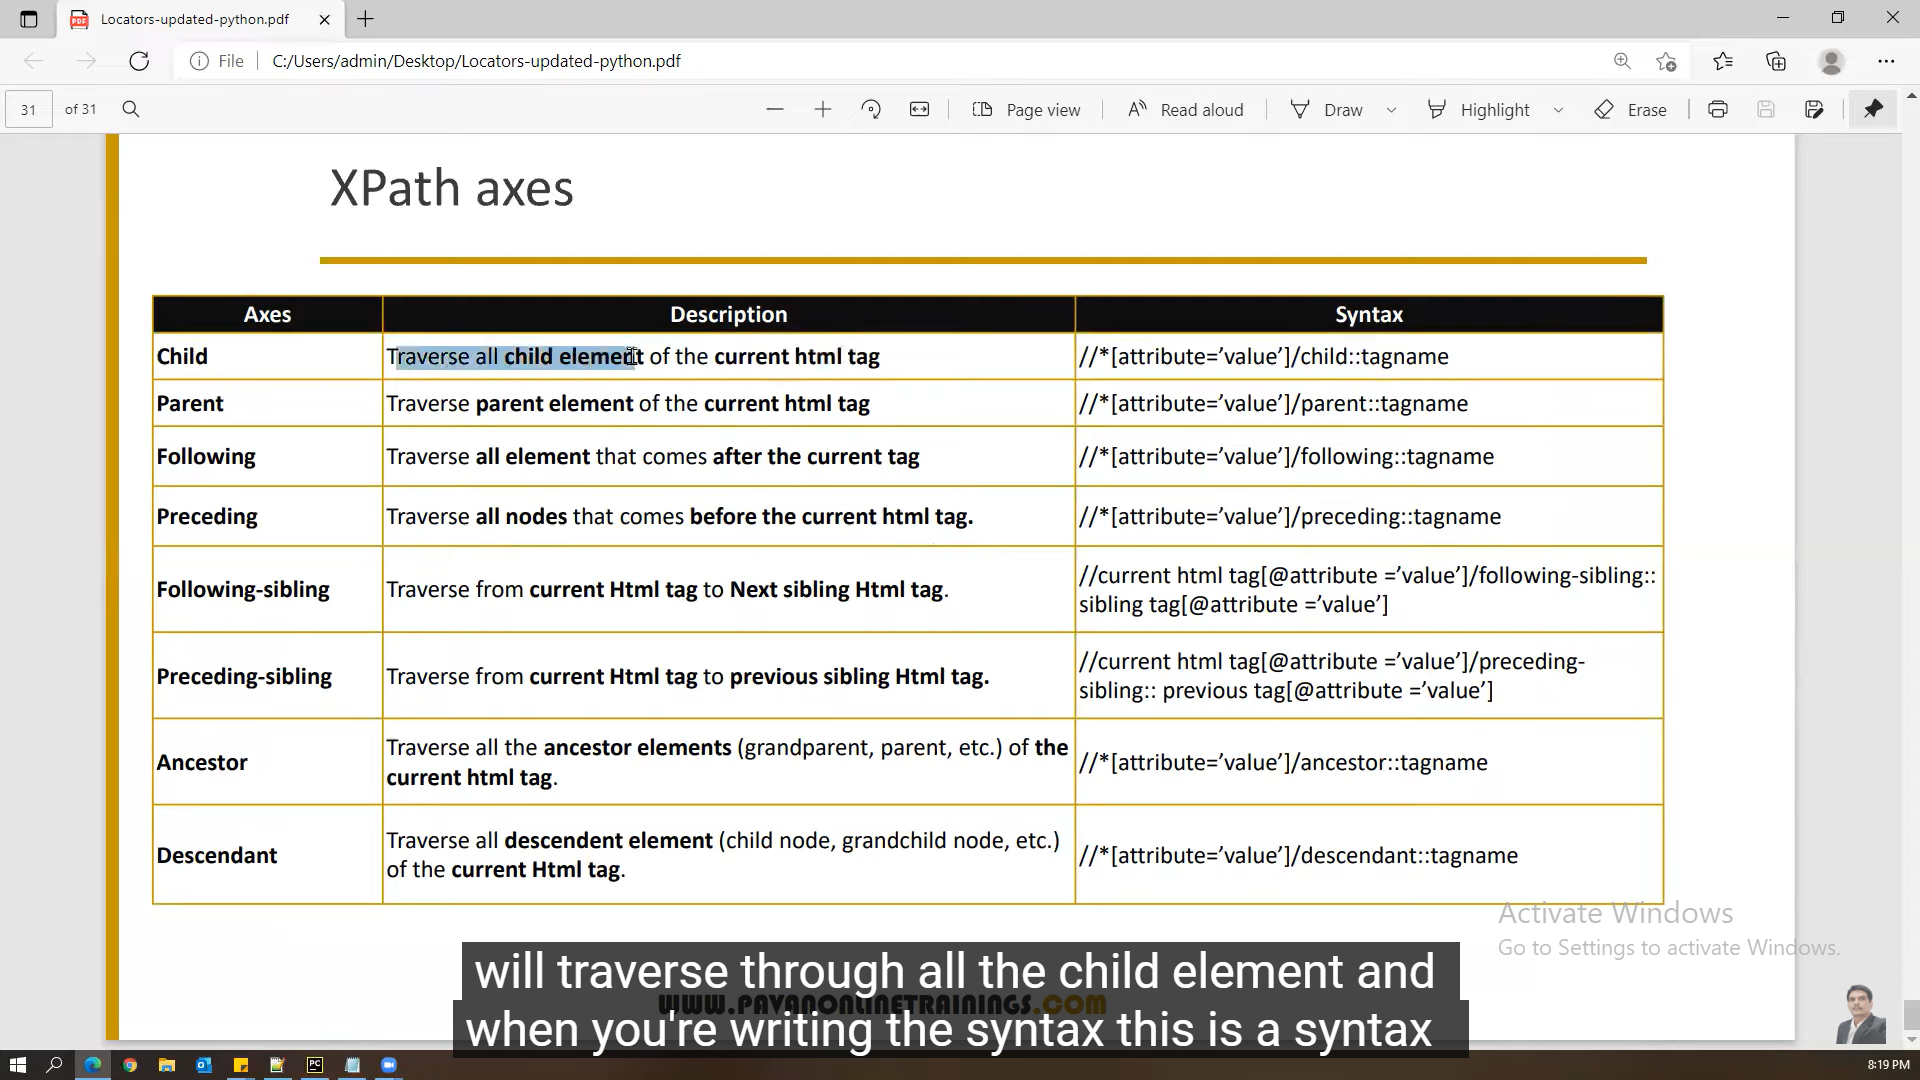 Locators-updated-python.pdf
File
C:/Users/admin/Desktop/Locators-updated-python.pdf
31 of 31
Page view
Read aloud
Draw
Highlight
Erase
XPath axes
Axes Description Syntax
Child Traverse all child element of the current html tag //*[attribute=’value’]/child::tagname
Parent Traverse parent element of the current html tag //*[attribute=’value’]/parent::tagname
Following Traverse all element that comes after the current tag //*[attribute=’value’]/following::tagname
Preceding Traverse all nodes that comes before the current html tag. //*[attribute=’value’]/preceding::tagname
Following-sibling Traverse from current Html tag to Next sibling Html tag. //current html tag[@attribute =’value’]/following-sibling::
sibling tag[@attribute =’value’]
Preceding-sibling Traverse from current Html tag to previous sibling Html tag. //current html tag[@attribute =’value’]/preceding-
sibling:: previous tag[@attribute =’value’]
Ancestor Traverse all the ancestor elements (grandparent, parent, etc.) of the
current html tag. //*[attribute=’value’]/ancestor::tagname
Descendant Traverse all descendent element (child node, grandchild node, etc.)
of the current Html tag. //*[attribute=’value’]/descendant::tagname
Activate Windows
Go to Settings to activate Windows.
will traverse through all the child element and
www.pavanonlinetrainings.com
when you're writing the syntax this is a syntax
8:19 PM